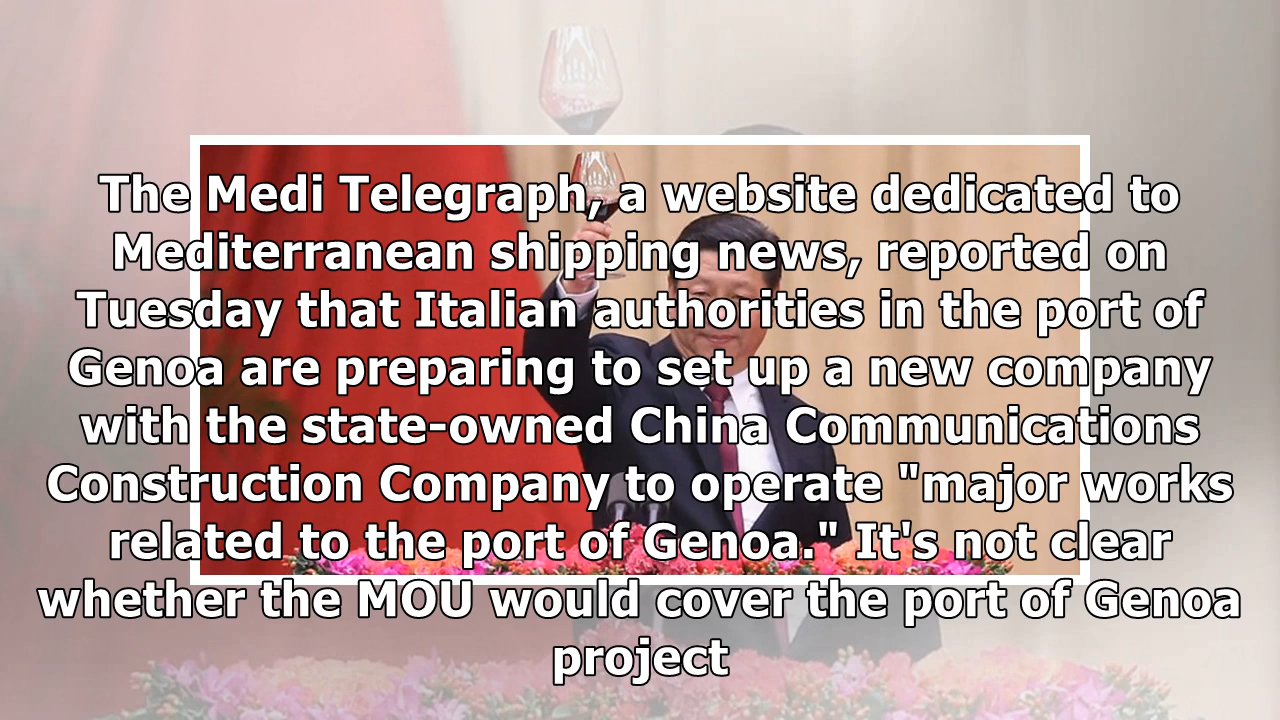 The Medi Telegraph, a website dedicated to
Mediterranean shipping news, reported on
Tuesday that Italian authorities in the port of
Genoa are preparing to set up a new company
with the state-owned China Communications
Construction Company to operate "major works
related to the port of Genoa." It's not clear
whether the MOU would cover the port of Genoa
project